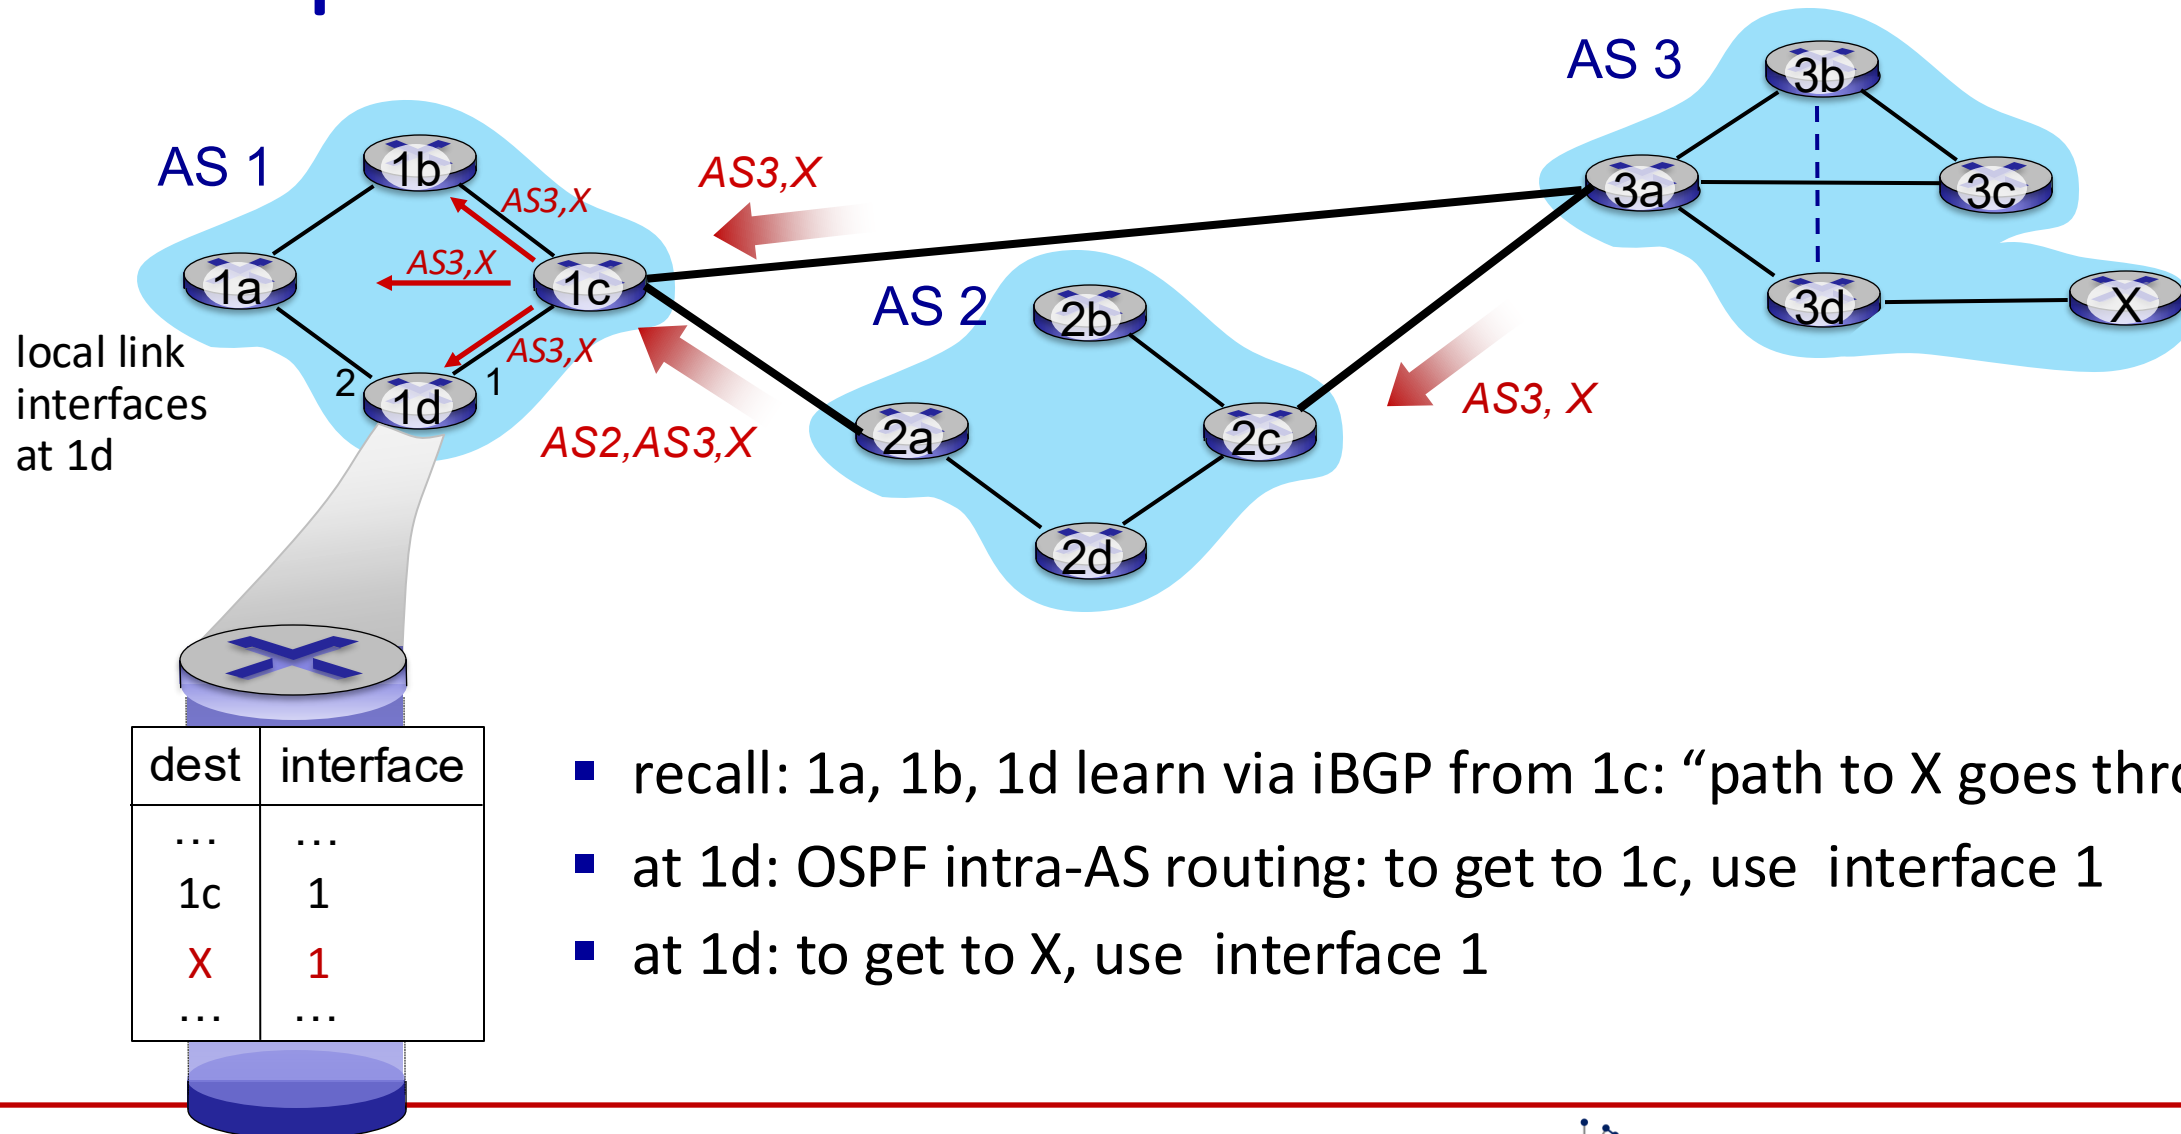 AS 3
3b
AS 1
1b
AS3,X
3a
3c
AS3,X
AS3,X
1a
1c
AS 2
2b
3d
X
local link
interfaces
at 1d
AS3,X
2
1
1d
AS3, X
AS2,AS3,X
2a
2c
2d
dest interface
... ...
1c 1
X 1
... ...
recall: 1a, 1b, 1d learn via iBGP from 1c: “path to X goes
at 1d: OSPF intra-AS routing: to get to 1c, use interface 1
at 1d: to get to X, use interface 1